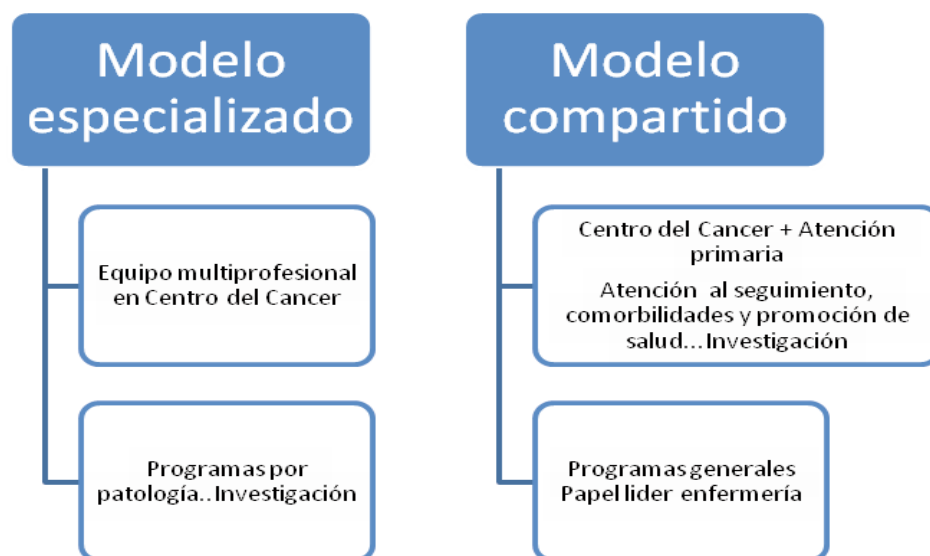 Modelo
especializado
Equipo multiprofesional
en Centro del Cancer
Programas por
patología..Investigación
Modelo
compartido
Centro del Cancer + Atención
primaria
Atención al seguimiento,
comorbilidades y promoción de
salud...Investigación
Programas generales
Papel lider enfermería